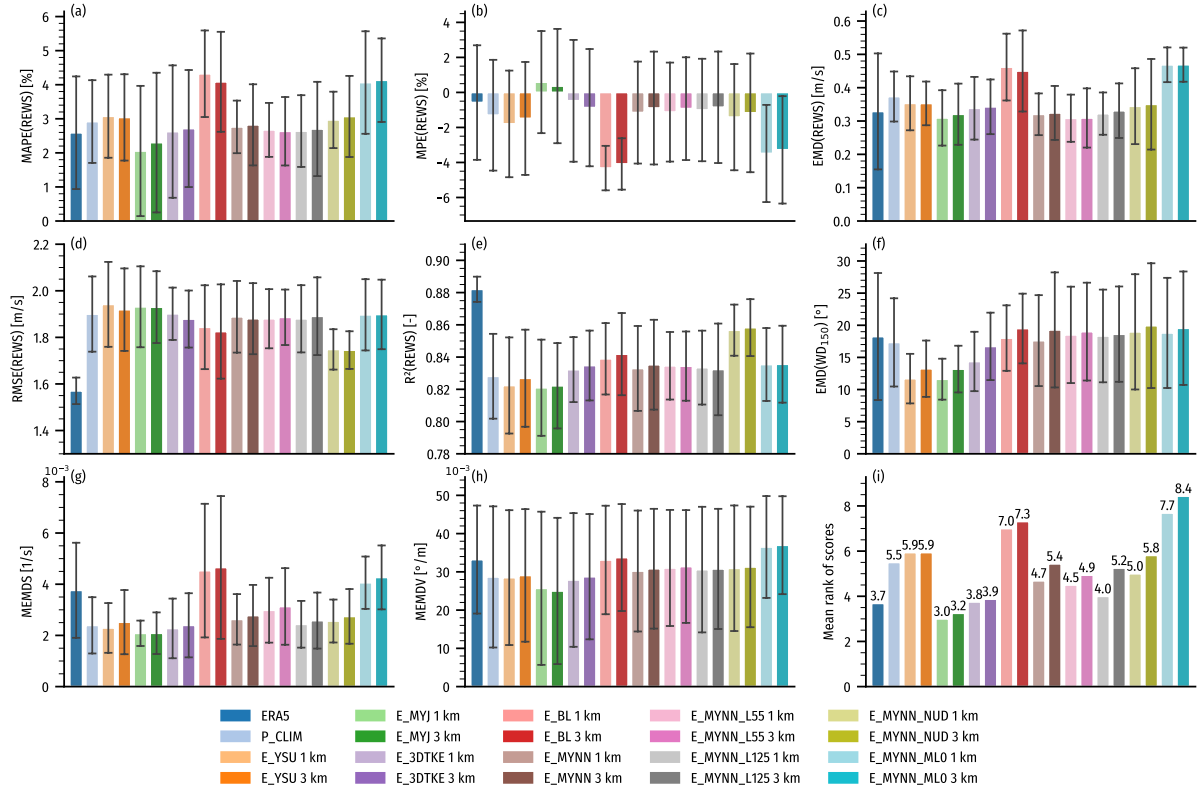 (a)
MAPE(REWS) [%]
6
5
4
3
2
1
0
(b)
MPE(REWS) [%]
4
2
0
−2
−4
−6
(c)
EMD(REWS) [m/s]
0.6
0.5
0.4
0.3
0.2
0.1
0.0
(d)
RMSE(REWS) [m/s]
2.2
2.0
1.8
1.6
1.4
(e)
R²(REWS) [-]
0.90
0.88
0.86
0.84
0.82
0.80
0.78
(f)
EMD(WD₁₅₀) [°]
30
25
20
15
10
5
0
(g)
10⁻³
MEMDS [1/s]
8
6
4
2
0
(h)
10⁻³
MEMDV [°/m]
50
40
30
20
10
0
(i)
Mean rank of scores
8
6
4
2
0
3.7
5.5
5.9
5.9
3.0
3.2
3.8
3.9
7.0
7.3
4.7
5.4
4.5
4.9
4.0
5.2
5.0
5.8
7.7
8.4
ERA5
P_CLIM
E_YSU 1 km
E_YSU 3 km
E_MYJ 1 km
E_MYJ 3 km
E_3DTKE 1 km
E_3DTKE 3 km
E_BL 1 km
E_BL 3 km
E_MYNN 1 km
E_MYNN 3 km
E_MYNN_L55 1 km
E_MYNN_L55 3 km
E_MYNN_L125 1 km
E_MYNN_L125 3 km
E_MYNN_NUD 1 km
E_MYNN_NUD 3 km
E_MYNN_ML0 1 km
E_MYNN_ML0 3 km